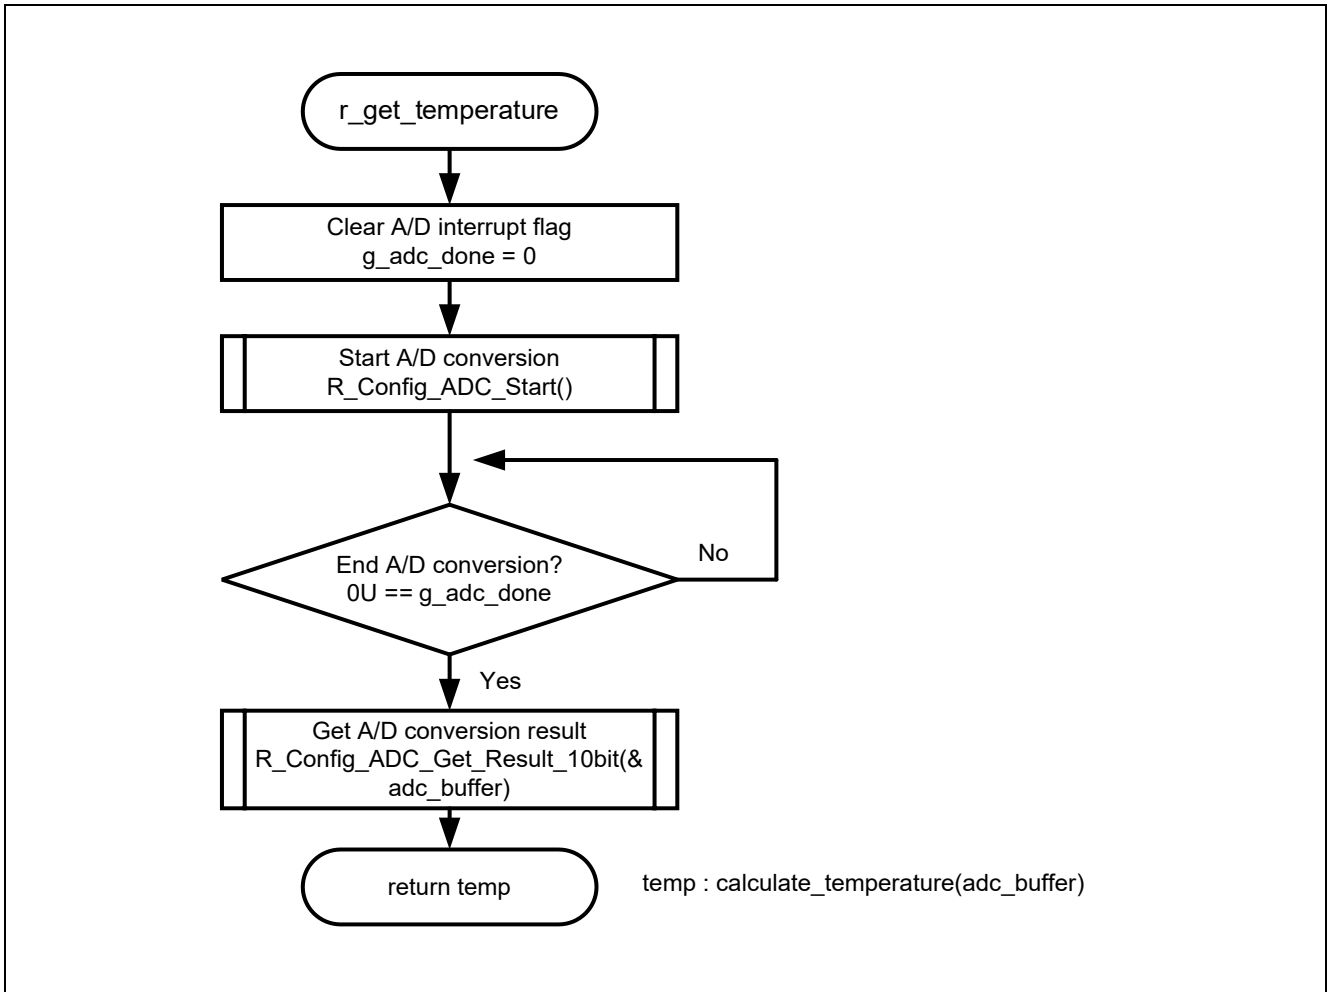 r_get_temperature
Clear A/D interrupt flag
g_adc_done = 0
Start A/D conversion
R_Config_ADC_Start()
End A/D conversion?
0U == g_adc_done
No
Yes
Get A/D conversion result
R_Config_ADC_Get_Result_10bit(&
adc_buffer)
return temp
temp : calculate_temperature(adc_buffer)